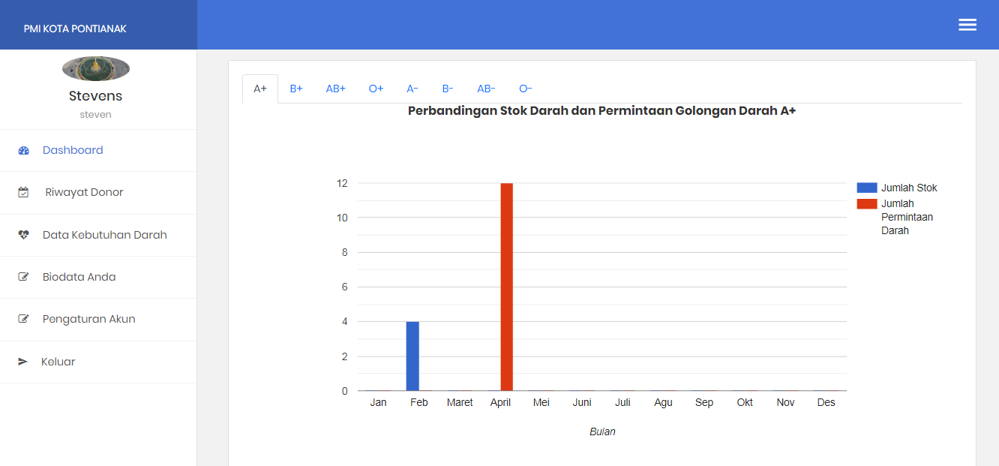 PMI KOTA PONTIANAK
Stevens
steven
Dashboard
Riwayat Donor
Data Kebutuhan Darah
Biodata Anda
Pengaturan Akun
Keluar
A+ B+ AB+ O+ A- B- AB- O-
Perbandingan Stok Darah dan Permintaan Golongan Darah A+
12
10
8
6
4
2
0
Jan Feb Maret April Mei Juni Juli Agu Sep Okt Nov Des
Bulan
Jumlah Stok
Jumlah
Permintaan
Darah